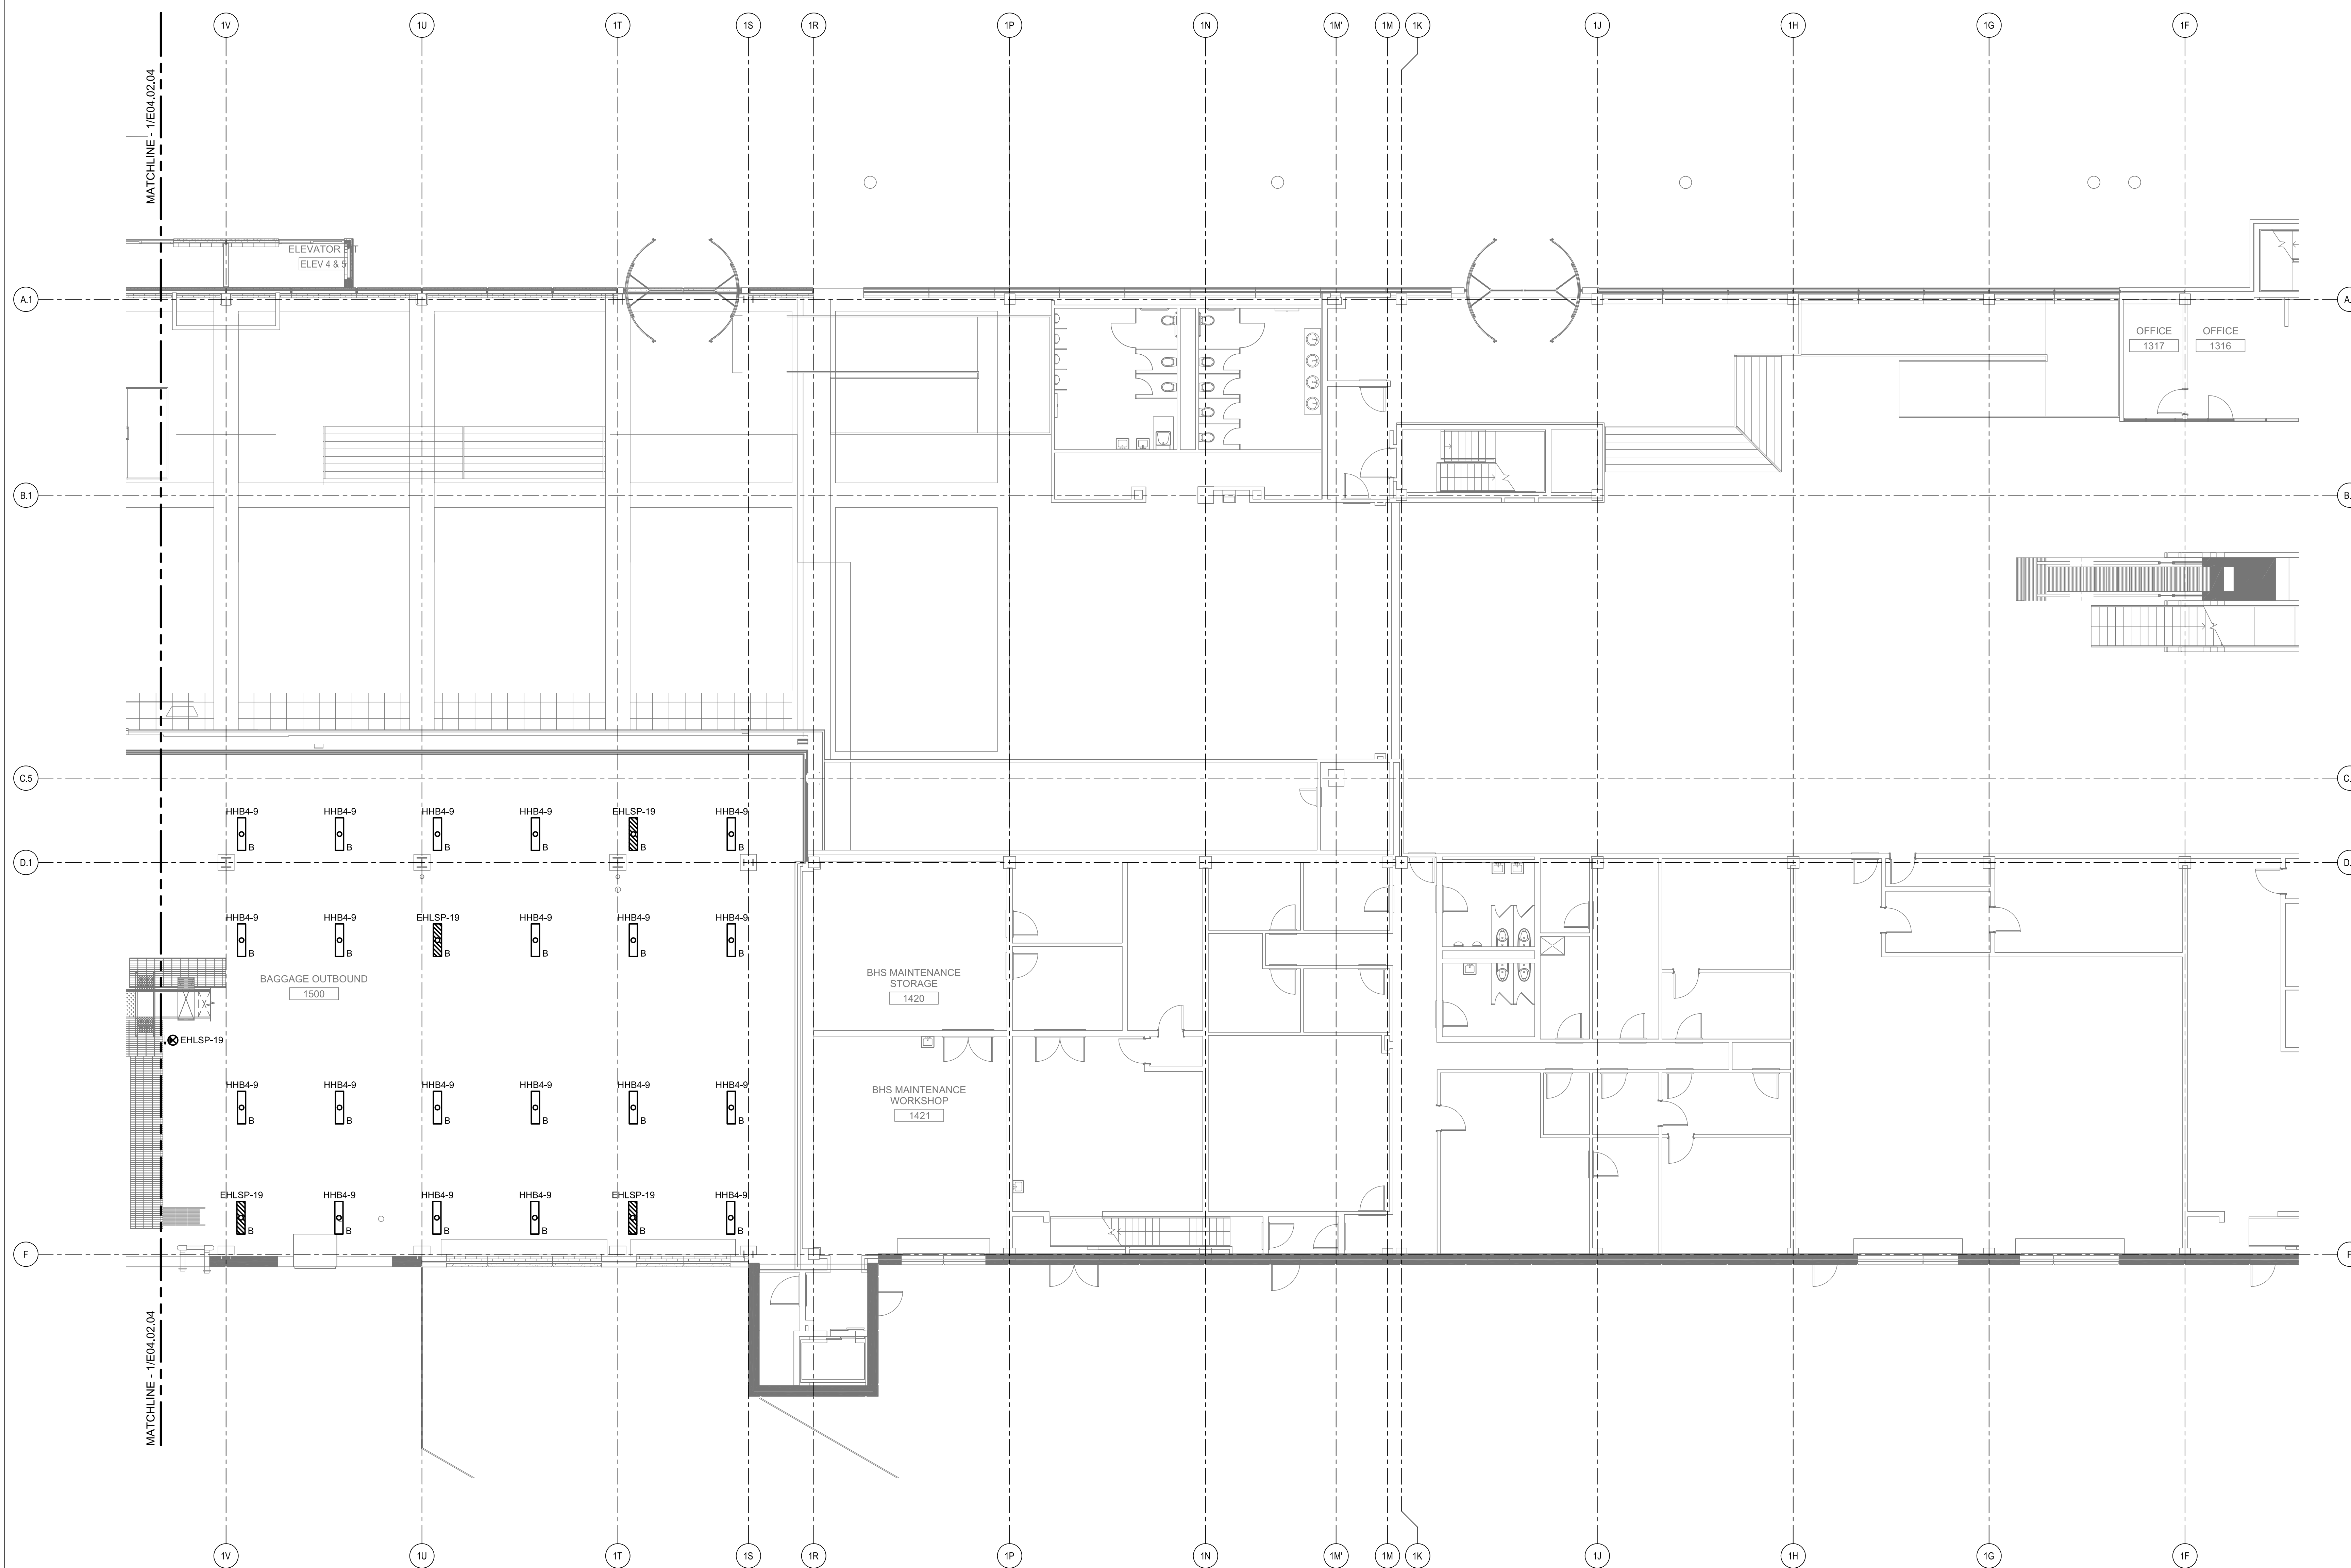 1V 1U 1T 1S 1R 1P 1N 1M' 1M 1K 1J 1H 1G 1F
MATCHLINE - 1/E04.02.04
ELEVATOR
ELEV 4 & 5
A.1
OFFICE
1317
OFFICE
1316
B.1
C.5
HHB4-9 HHB4-9 HHB4-9 HHB4-9 EHLSP-19 HHB4-9
B B B B B B
D.1
HHB4-9 HHB4-9 EHLSP-19 HHB4-9 HHB4-9 HHB4-9
B B B B B B
BAGGAGE OUTBOUND
1500
BHS MAINTENANCE
STORAGE
1420
EHLSP-19
HHB4-9 HHB4-9 HHB4-9 HHB4-9 HHB4-9 HHB4-9
B B B B B B
BHS MAINTENANCE
WORKSHOP
1421
EHLSP-19 HHB4-9 HHB4-9 HHB4-9 EHLSP-19 HHB4-9
B B B B B B
F
MATCHLINE - 1/E04.02.04
1V 1U 1T 1S 1R 1P 1N 1M' 1M 1K 1J 1H 1G 1F